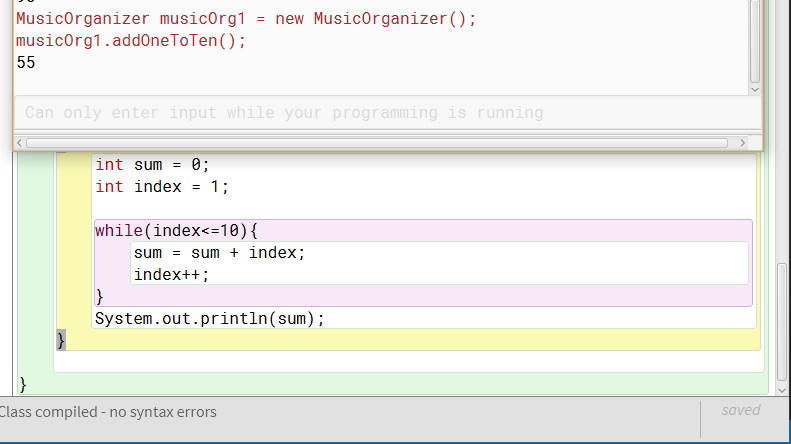 MusicOrganizer musicOrg1 = new MusicOrganizer();
musicOrg1.addOneToTen();
55
Can only enter input while your programming is running
int sum = 0;
int index = 1;
while(index<=10){
sum = sum + index;
index++;
}
System.out.println(sum);
}
}
Class compiled - no syntax errors
saved